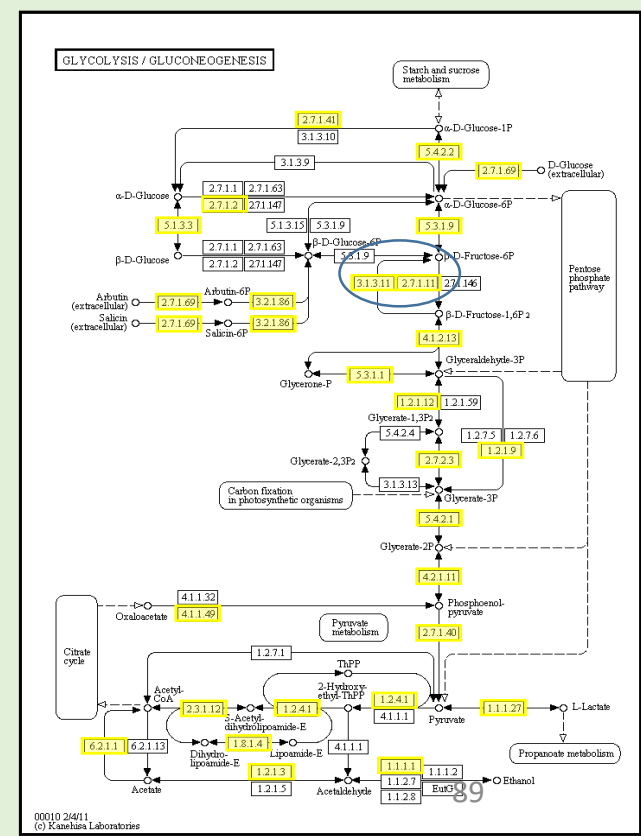 GLYCOLYSIS / GLUCONEOGENESIS
Starch and sucrose
metabolism
2.7.1.41
3.1.3.10
α-D-Glucose-1P
5.4.2.2
3.1.3.9
2.7.1.69
D-Glucose
(extracellular)
α-D-Glucose
2.7.1.1 2.7.1.63
2.7.1.2 2.7.1.147
α-D-Glucose-6P
5.1.3.3
3.1.3.15 5.3.1.9
5.3.1.9
β-D-Glucose-6P
β-D-Glucose
2.7.1.1 2.7.1.63
2.7.1.2 2.7.1.147
5.3.1.9
β-D-Fructose-6P
Pentose
phosphate
pathway
3.1.3.11 2.7.1.11 2.7.1.146
Arbutin
(extracellular)
2.7.1.69
Arbutin-6P
3.2.1.86
Salicin
(extracellular)
2.7.1.69
Salicin-6P
3.2.1.86
β-D-Fructose-1,6P2
4.1.2.13
Glyceraldehyde-3P
Glycerone-P
5.3.1.1
1.2.1.12 1.2.1.59
Glycerate-1,3P2
5.4.2.4
1.2.7.5 1.2.7.6
1.2.1.9
Glycerate-2,3P2
2.7.2.3
3.1.3.13
Carbon fixation
in photosynthetic organisms
Glycerate-3P
5.4.2.1
Glycerate-2P
4.2.1.11
4.1.1.32
4.1.1.49
Oxaloacetate
Phosphoenol-
pyruvate
Pyruvate
metabolism
2.7.1.40
Citrate
cycle
1.2.7.1
ThPP
Acetyl-
CoA
2.3.1.12
S-Acetyl-
dihydrolipoamide-E
1.2.4.1
2-Hydroxy-
ethyl-ThPP
1.2.4.1
4.1.1.1
Pyruvate
1.1.1.27
L-Lactate
6.2.1.1 6.2.1.13
1.8.1.4
Dihydro-
lipoamide-E
Lipoamide-E
4.1.1.1
Propanoate metabolism
Acetate
1.2.1.3
1.2.1.5
Acetaldehyde
1.1.1.1 1.1.1.2
1.1.2.7 EutG
1.1.2.8
Ethanol
89
00010 2/4/11
(c) Kanehisa Laboratories